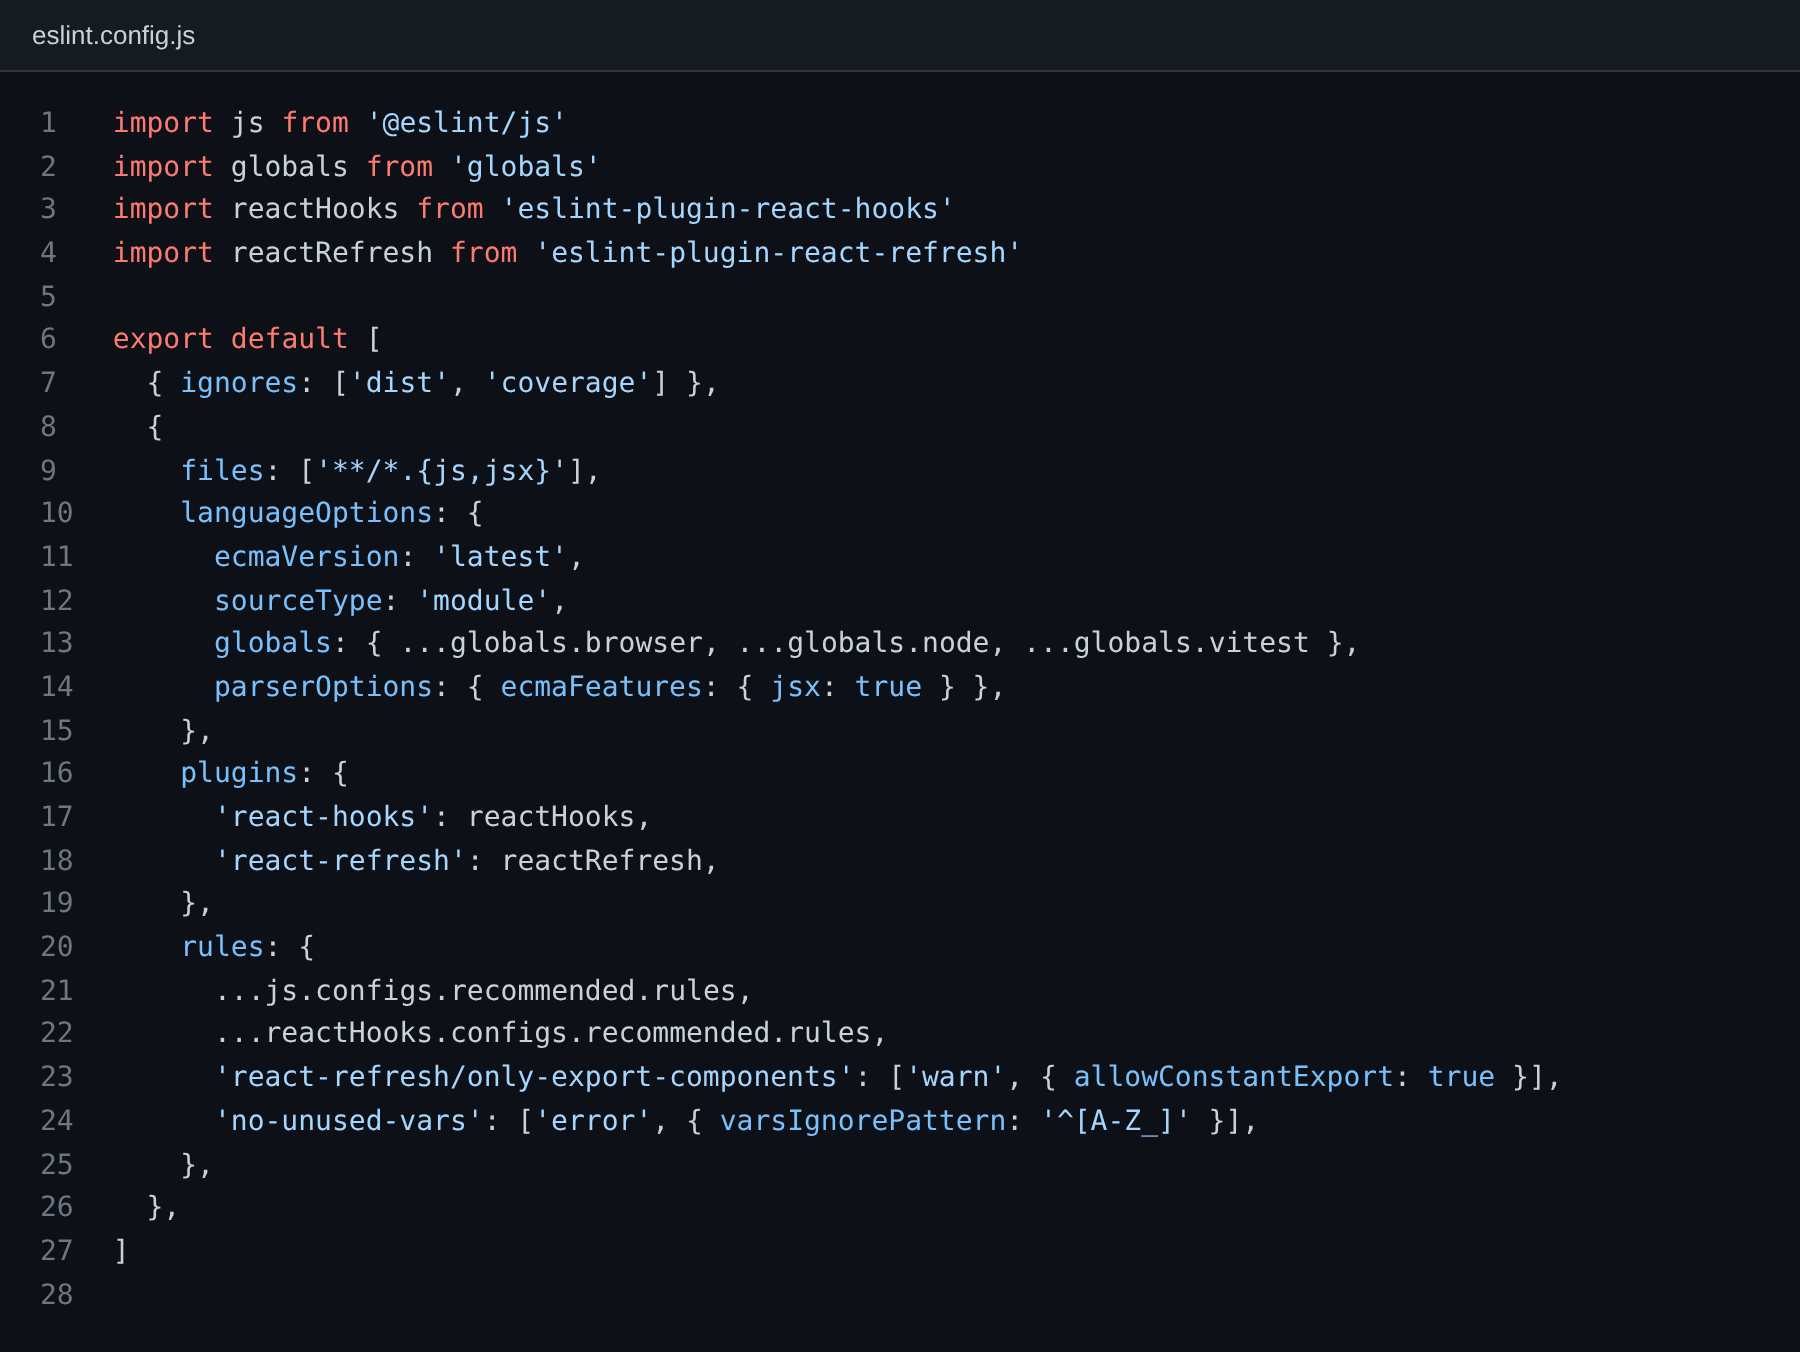 eslint.config.js
1 import js from '@eslint/js'
2 import globals from 'globals'
3 import reactHooks from 'eslint-plugin-react-hooks'
4 import reactRefresh from 'eslint-plugin-react-refresh'
5
6 export default [
7   { ignores: ['dist', 'coverage'] },
8   {
9     files: ['**/*.{js,jsx}'],
10     languageOptions: {
11       ecmaVersion: 'latest',
12       sourceType: 'module',
13       globals: { ...globals.browser, ...globals.node, ...globals.vitest },
14       parserOptions: { ecmaFeatures: { jsx: true } },
15     },
16     plugins: {
17       'react-hooks': reactHooks,
18       'react-refresh': reactRefresh,
19     },
20     rules: {
21       ...js.configs.recommended.rules,
22       ...reactHooks.configs.recommended.rules,
23       'react-refresh/only-export-components': ['warn', { allowConstantExport: true }],
24       'no-unused-vars': ['error', { varsIgnorePattern: '^[A-Z_]' }],
25     },
26   },
27 ]
28